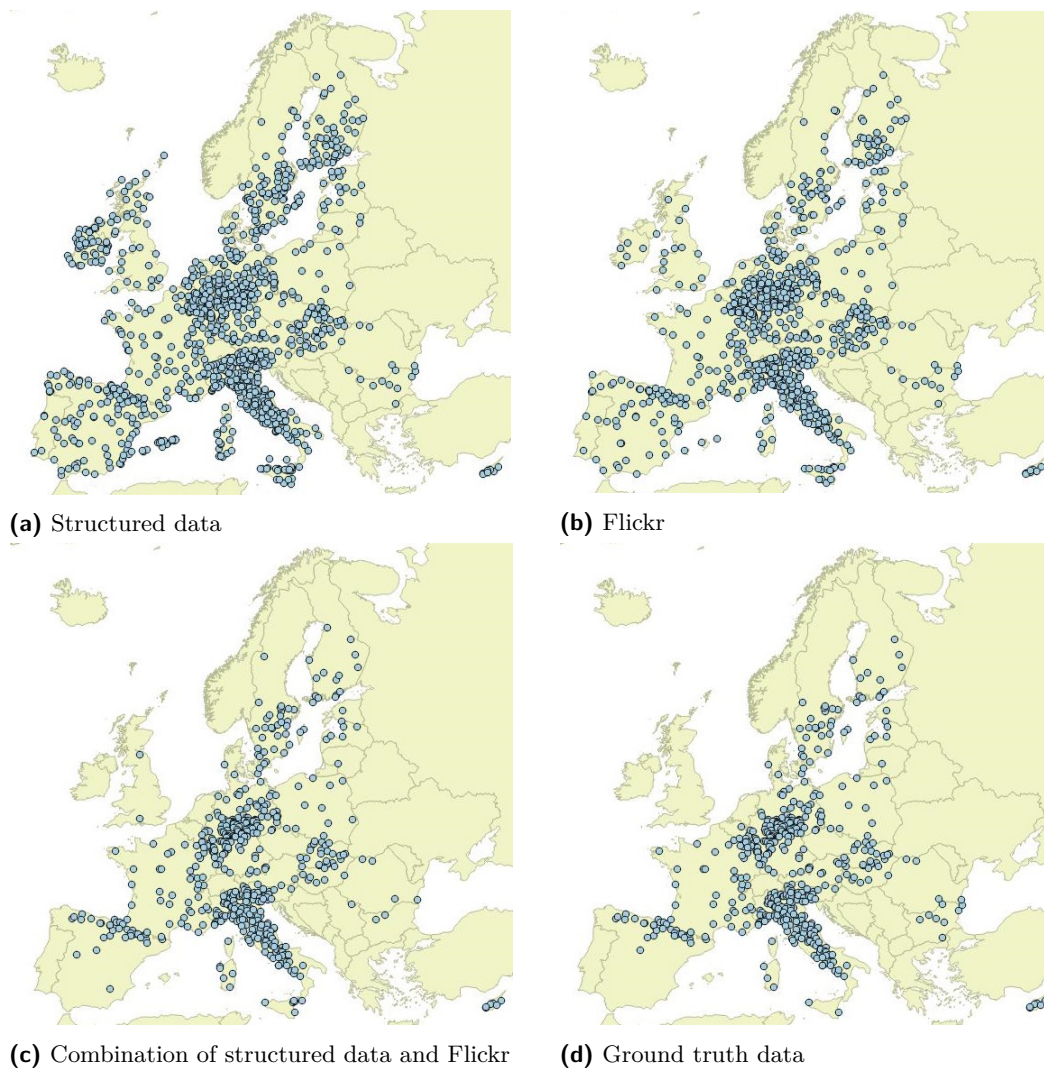 (a) Structured data
(b) Flickr
(c) Combination of structured data and Flickr
(d) Ground truth data